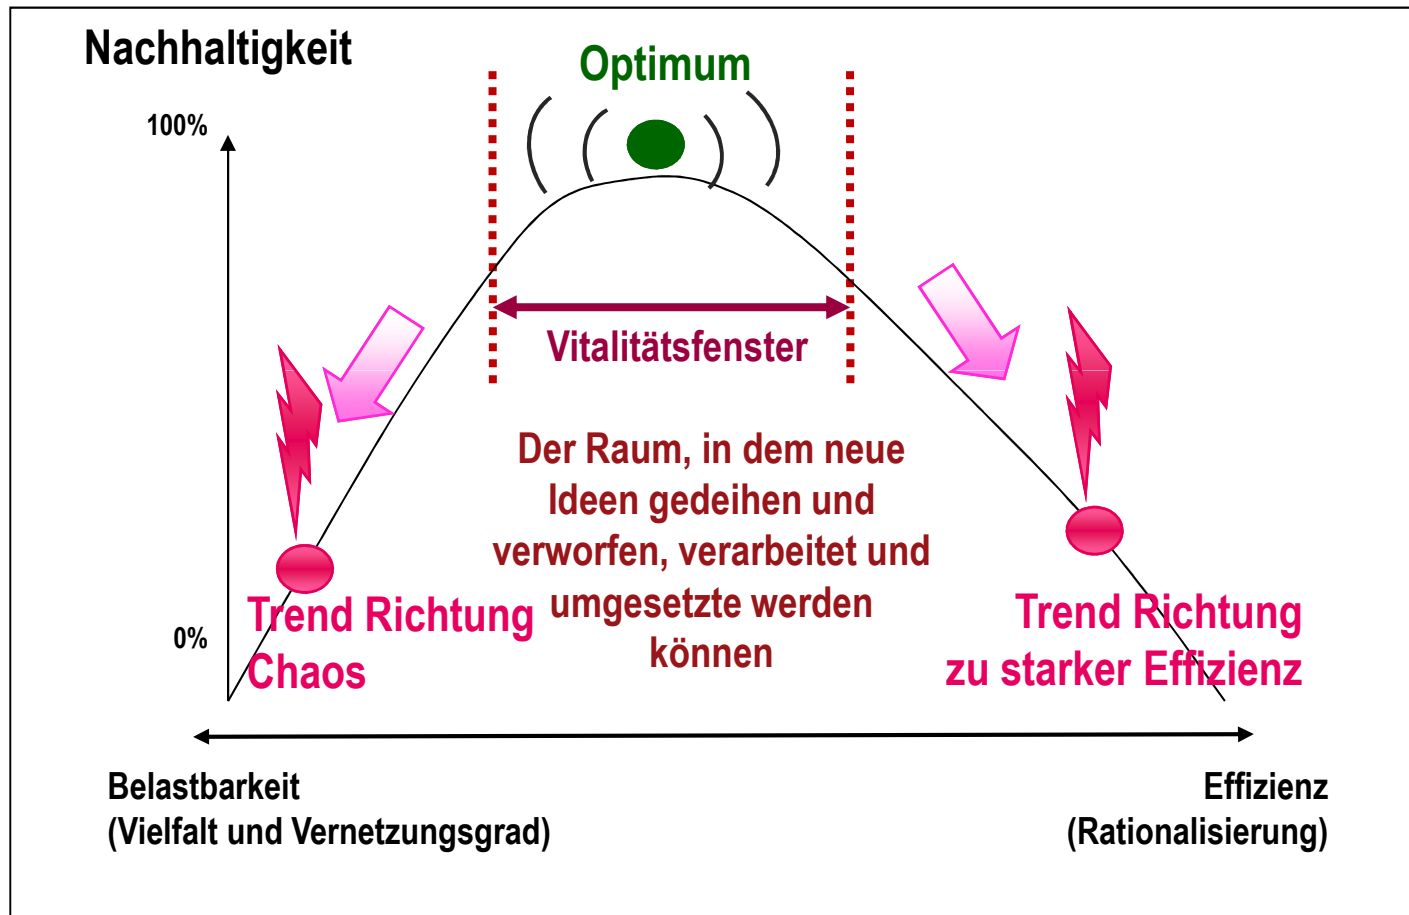 Nachhaltigkeit
Optimum
100%
Vitalitätsfenster
Der Raum, in dem neue
Ideen gedeihen und
verworfen, verarbeitet und
umgesetzte werden
können
Trend Richtung
Chaos
Trend Richtung
zu starker Effizienz
0%
Belastbarkeit
(Vielfalt und Vernetzungsgrad)
Effizienz
(Rationalisierung)